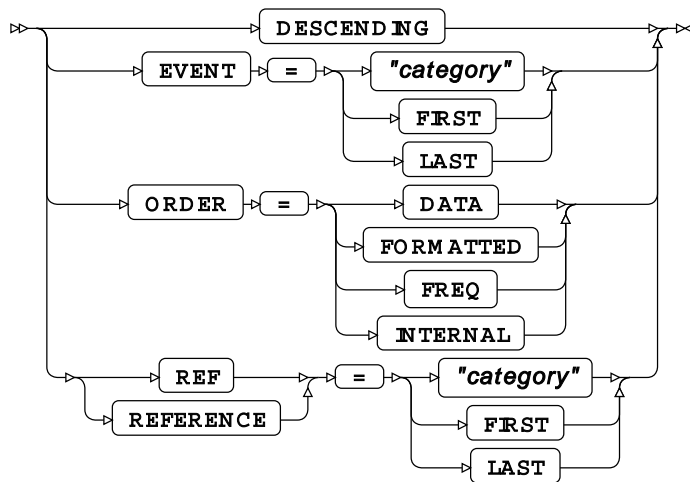 DESCENDING
EVENT = "category"
FIRST
LAST
ORDER = DATA
FORMATTED
FREQ
INTERNAL
REF = "category"
REFERENCE FIRST
LAST